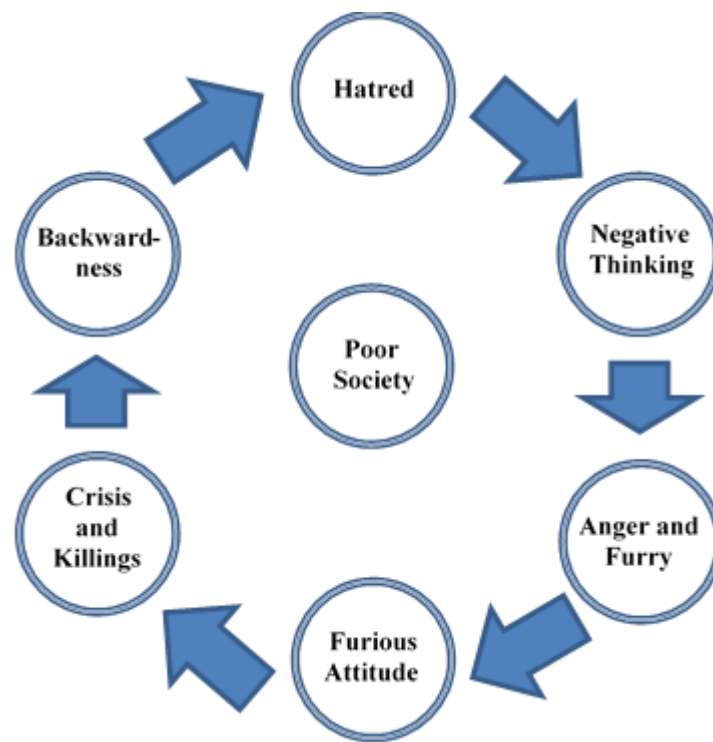 Hatred
Negative
Thinking
Anger and
Furry
Furious
Attitude
Crisis
and
Killings
Backward-
ness
Poor
Society